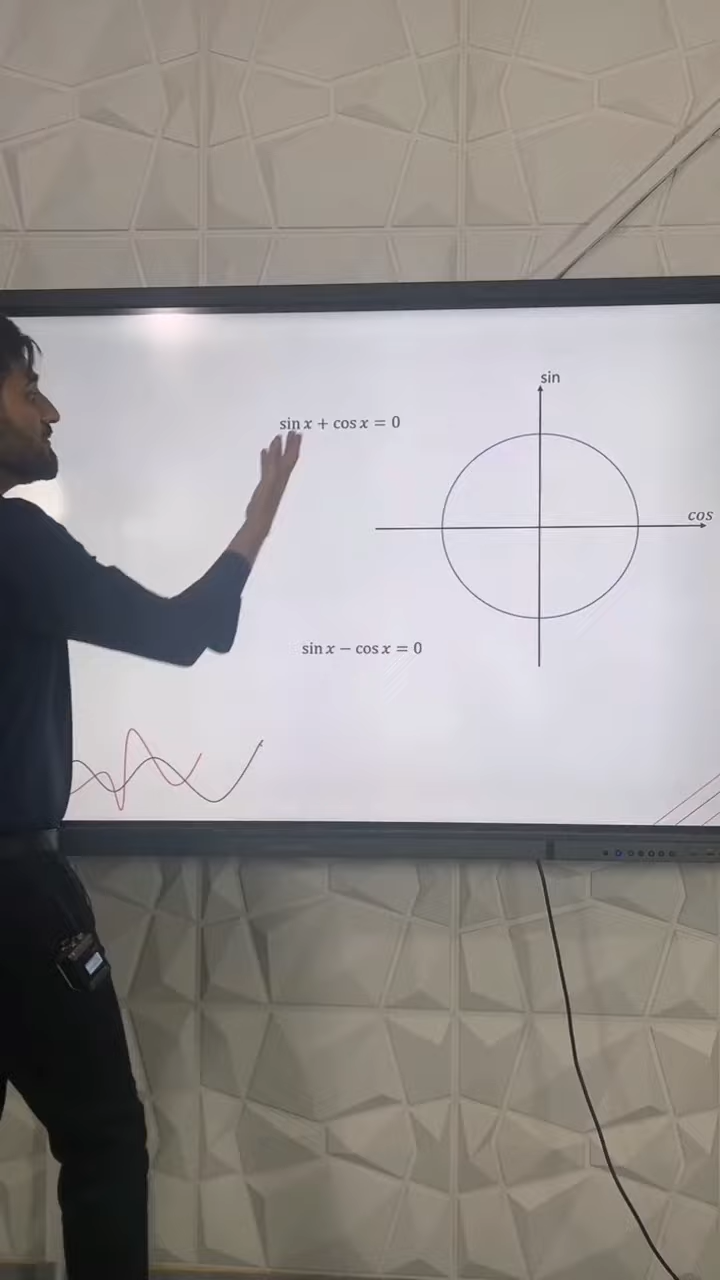 sin
sin x + cos x = 0
cos
sin x − cos x = 0